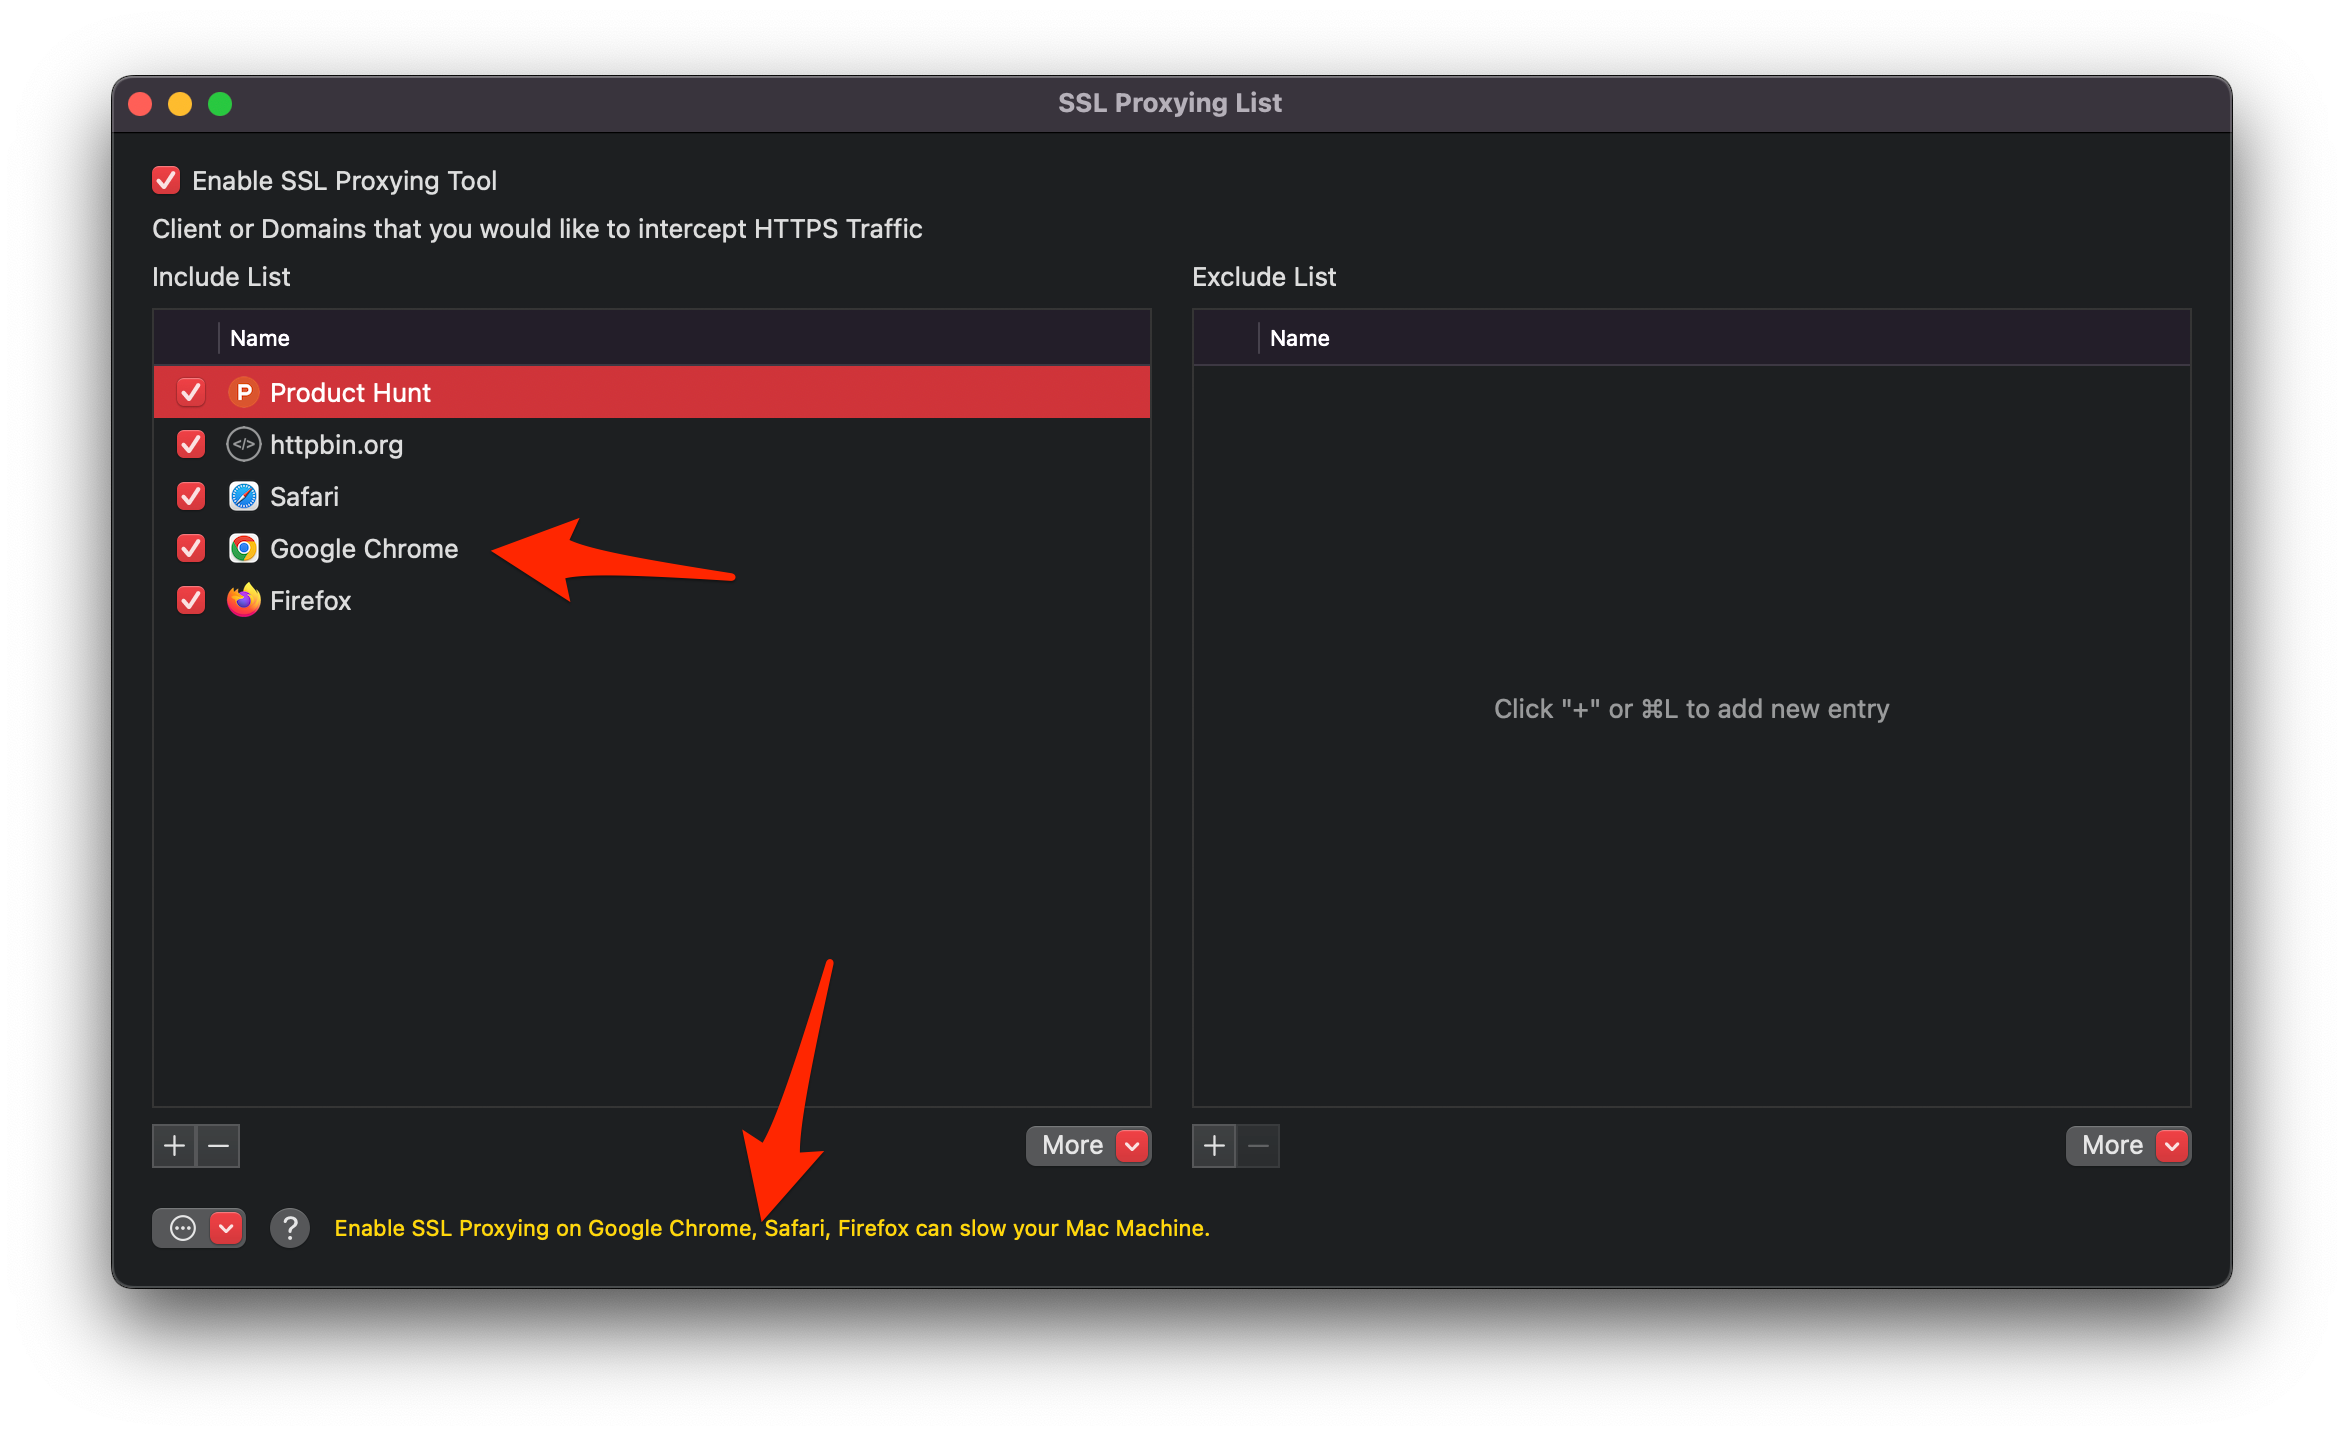 SSL Proxying List
Enable SSL Proxying Tool
Client or Domains that you would like to intercept HTTPS Traffic
Include List
Name
P Product Hunt
</> httpbin.org
Safari
Google Chrome
Firefox
+ −
More
Exclude List
Name
Click "+" or ⌘L to add new entry
+ −
More
? Enable SSL Proxying on Google Chrome, Safari, Firefox can slow your Mac Machine.